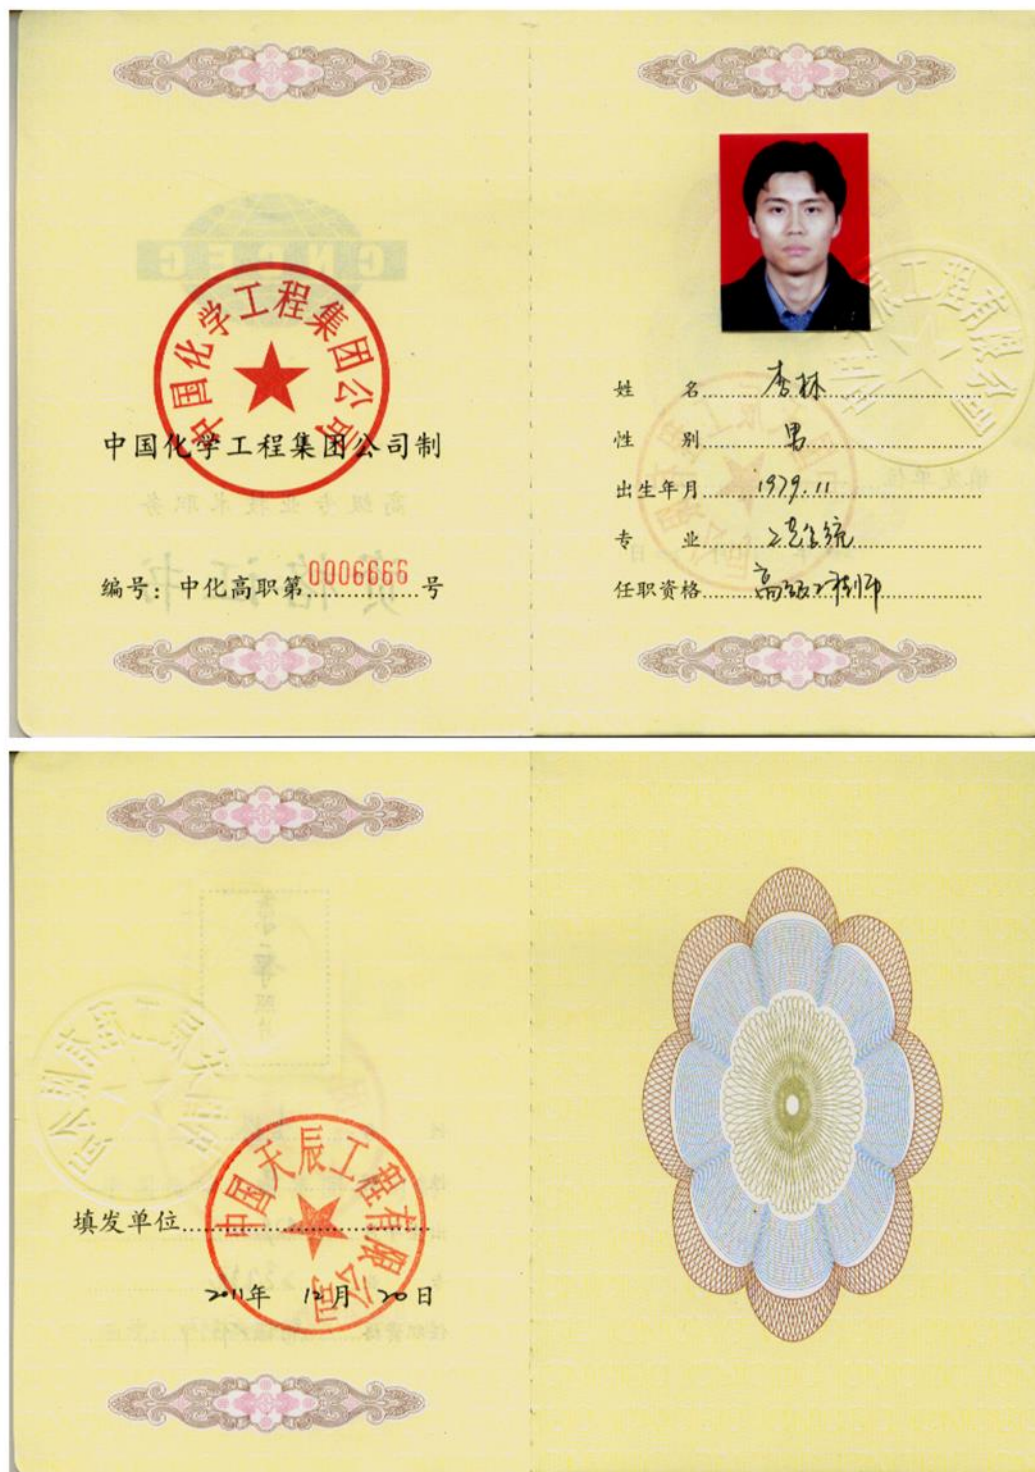 中国化学工程集团公司
中国化学工程集团公司制
编号：中化高职第0006666号
姓名 李林
性别 男
出生年月 1979.11
专业 工艺系统
任职资格 高级工程师
中国天辰工程有限公司
填发单位
2011年 12月 20日